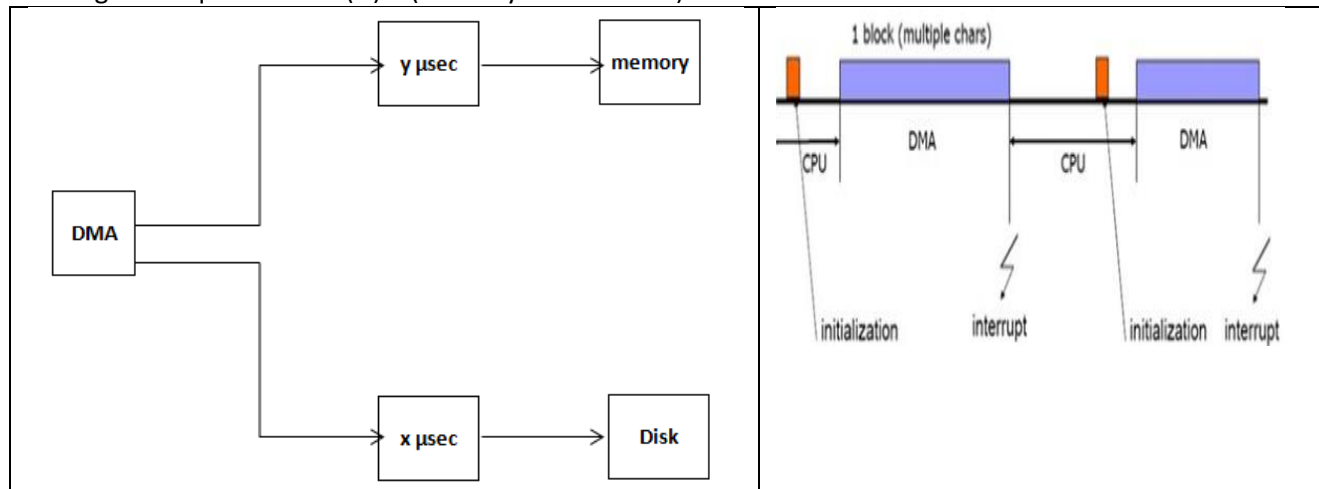 y µsec
memory
DMA
x µsec
Disk
1 block (multiple chars)
DMA
DMA
CPU
CPU
initialization
interrupt
initialization
interrupt